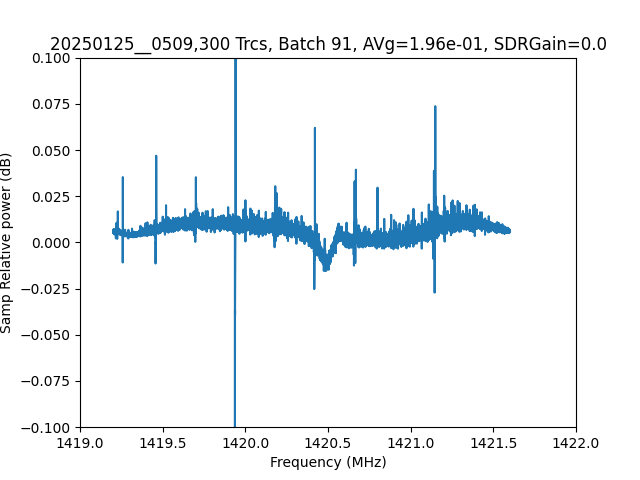 20250125__0509,300 Trcs, Batch 91, AVg=1.96e-01, SDRGain=0.0
Samp Relative power (dB)
0.100
0.075
0.050
0.025
0.000
−0.025
−0.050
−0.075
−0.100
1419.0 1419.5 1420.0 1420.5 1421.0 1421.5 1422.0
Frequency (MHz)